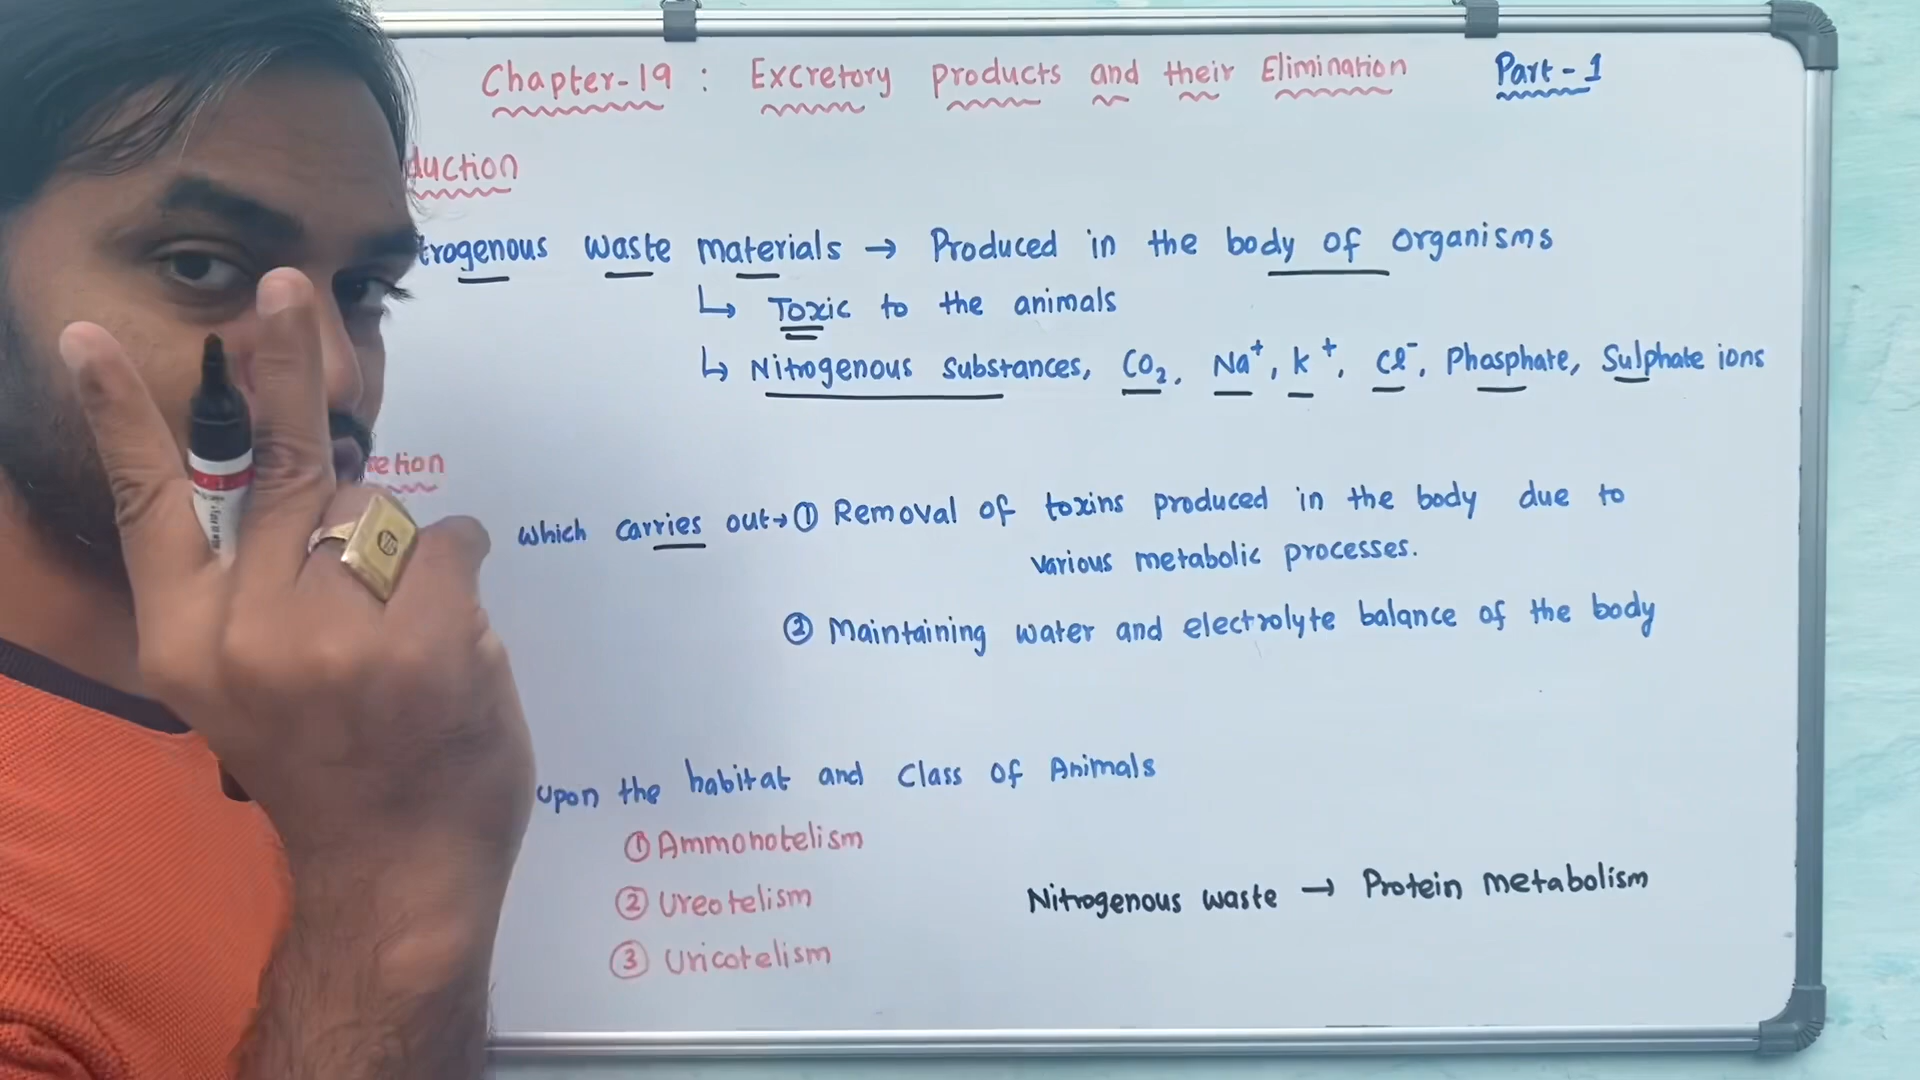 Chapter-19 : Excretory products and their Elimination Part-1
duction
trogenous waste materials → Produced in the body of organisms
↳ Toxic to the animals
↳ Nitrogenous substances, CO₂, Na⁺, K⁺, Cl⁻, Phosphate, Sulphate ions
retion
which carries out→ ① Removal of toxins produced in the body due to
various metabolic processes.
② Maintaining water and electrolyte balance of the body
upon the habitat and class of Animals
① Ammonotelism
② Ureotelism
③ Uricotelism
Nitrogenous waste → Protein metabolism